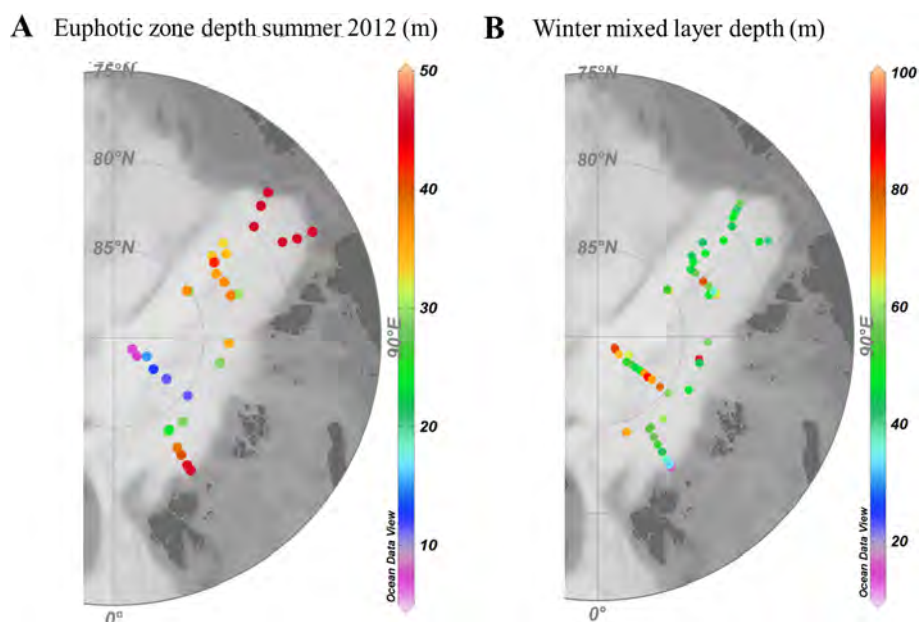 A Euphotic zone depth summer 2012 (m)
75°N
80°N
85°N
90°E
0°
50
40
30
20
10
Ocean Data View
B Winter mixed layer depth (m)
75°N
80°N
85°N
90°E
0°
100
80
60
40
20
Ocean Data View